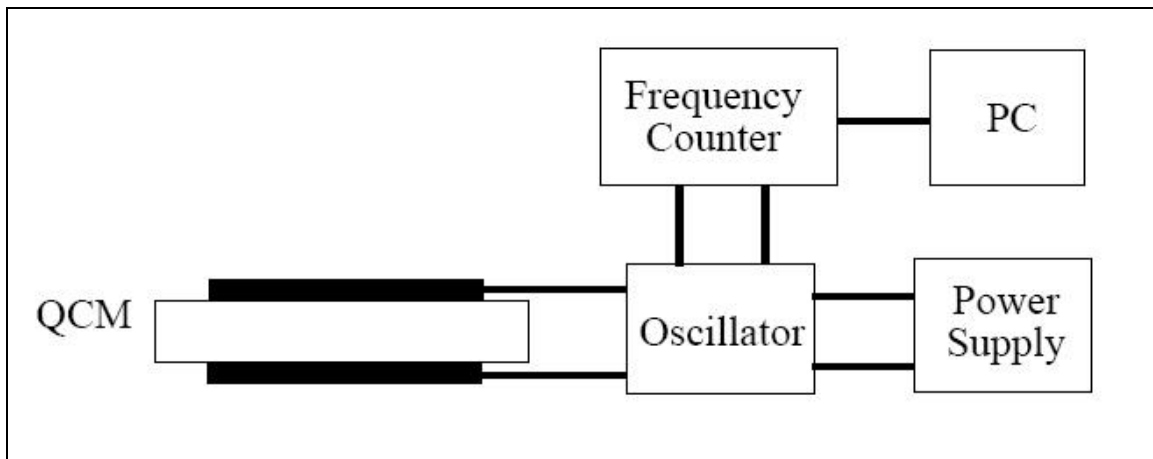 Frequency
Counter
PC
QCM
Oscillator
Power
Supply